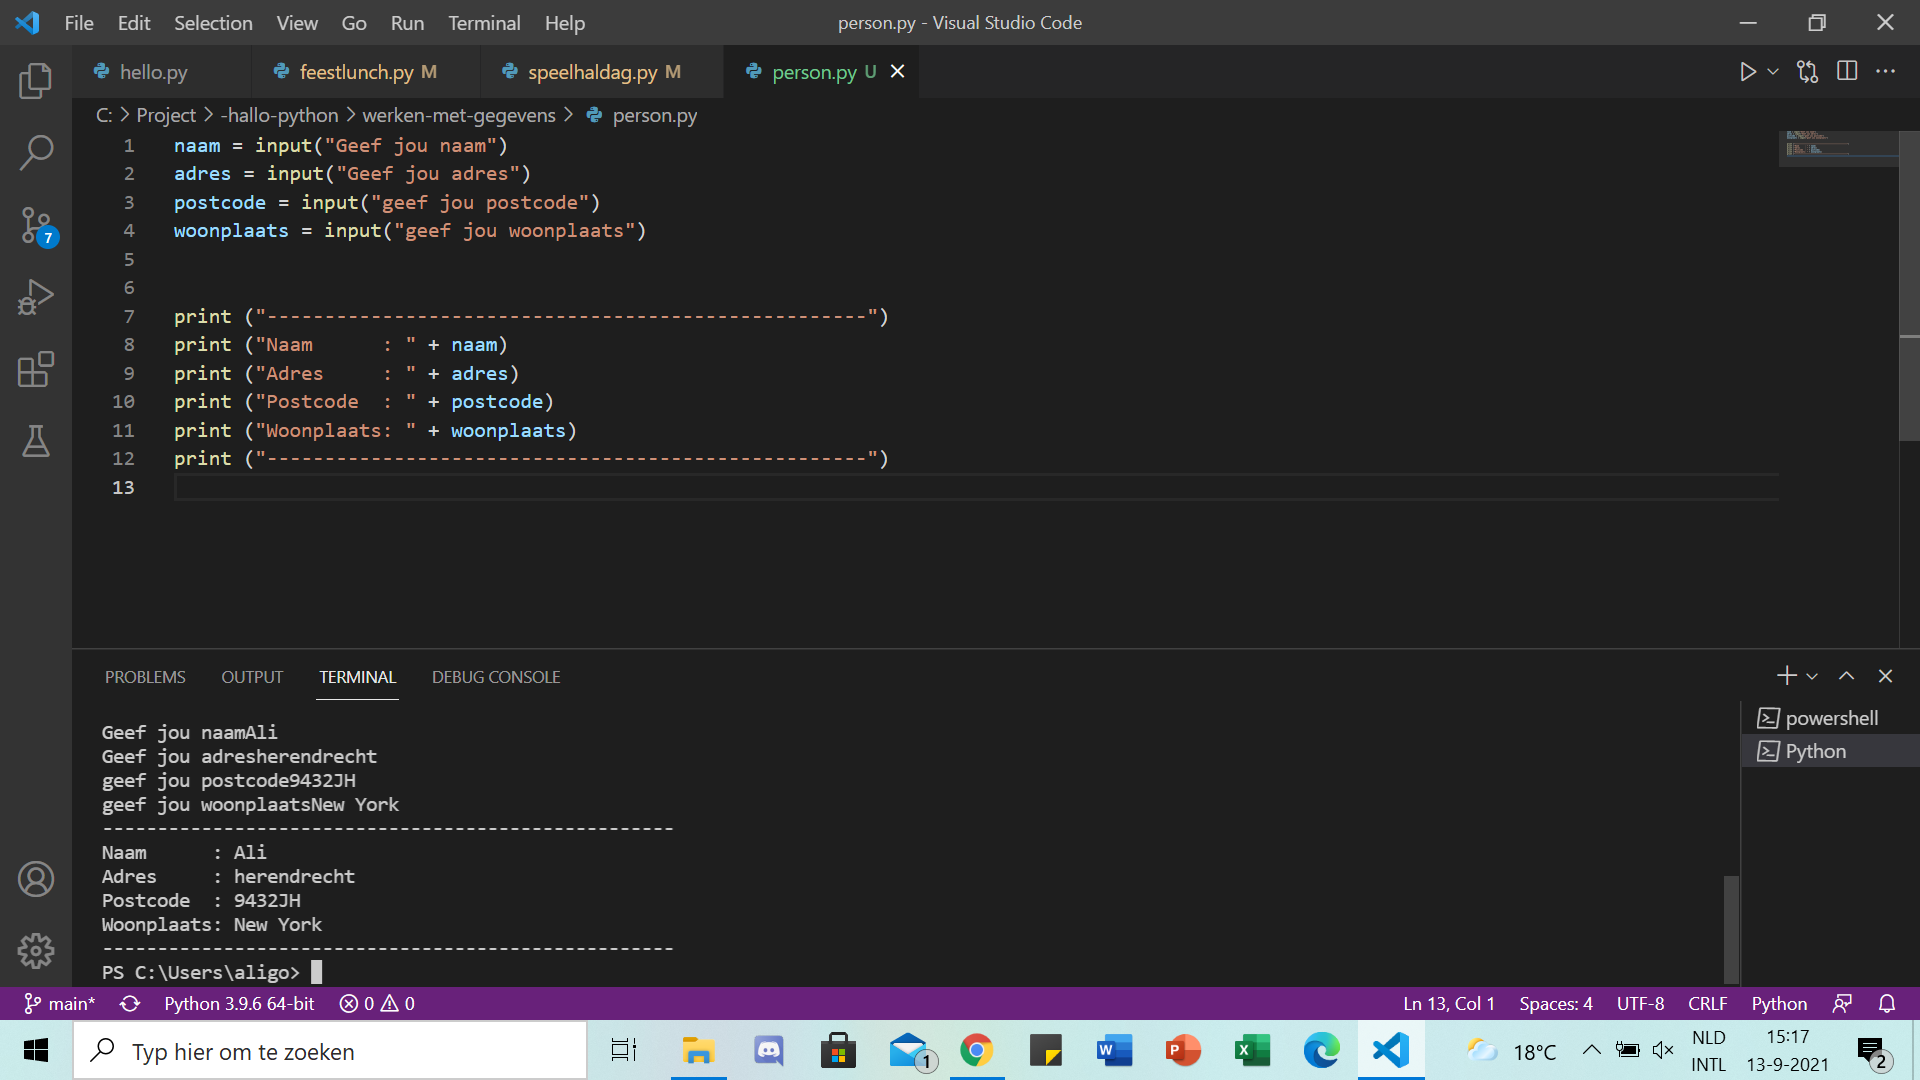 File Edit Selection View Go Run Terminal Help person.py - Visual Studio Code
hello.py feestlunch.py M speelhaldag.py M person.py U
C: > Project > -hallo-python > werken-met-gegevens > person.py
1 naam = input("Geef jou naam")
2 adres = input("Geef jou adres")
3 postcode = input("geef jou postcode")
4 woonplaats = input("geef jou woonplaats")
5
6
7 print ("----------------------------------------------------")
8 print ("Naam      : " + naam)
9 print ("Adres     : " + adres)
10 print ("Postcode  : " + postcode)
11 print ("Woonplaats: " + woonplaats)
12 print ("----------------------------------------------------")
13
7
PROBLEMS OUTPUT TERMINAL DEBUG CONSOLE
powershell
Python
Geef jou naamAli
Geef jou adresherendrecht
geef jou postcode9432JH
geef jou woonplaatsNew York
----------------------------------------------------
Naam      : Ali
Adres     : herendrecht
Postcode  : 9432JH
Woonplaats: New York
----------------------------------------------------
PS C:\Users\aligo>
main* Python 3.9.6 64-bit 0 0 Ln 13, Col 1 Spaces: 4 UTF-8 CRLF Python
Typ hier om te zoeken 1 18°C NLD 15:17
INTL 13-9-2021 2